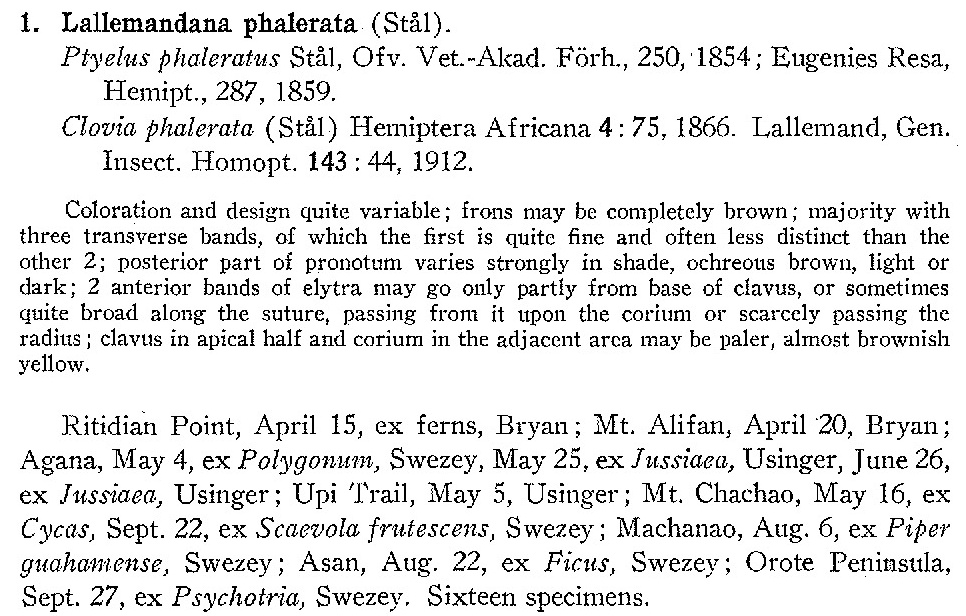 1. Lallemandana phalerata (Stål).
Ptyelus phaleratus Stål, Ofv. Vet.-Akad. Förh., 250, 1854; Eugenies Resa,
Hemipt., 287, 1859.
Clovia phalerata (Stål) Hemiptera Africana 4: 75, 1866. Lallemand, Gen.
Insect. Homopt. 143: 44, 1912.
Coloration and design quite variable; frons may be completely brown; majority with
three transverse bands, of which the first is quite fine and often less distinct than the
other 2; posterior part of pronotum varies strongly in shade, ochreous brown, light or
dark; 2 anterior bands of elytra may go only partly from base of clavus, or sometimes
quite broad along the suture, passing from it upon the corium or scarcely passing the
radius; clavus in apical half and corium in the adjacent area may be paler, almost brownish
yellow.
Ritidian Point, April 15, ex ferns, Bryan; Mt. Alifan, April 20, Bryan;
Agana, May 4, ex Polygonum, Swezey, May 25, ex Jussiaea, Usinger, June 26,
ex Jussiaea, Usinger; Upi Trail, May 5, Usinger; Mt. Chachao, May 16, ex
Cycas, Sept. 22, ex Scaevola frutescens, Swezey; Machanao, Aug. 6, ex Piper
guahamense, Swezey; Asan, Aug. 22, ex Ficus, Swezey; Orote Peninsula,
Sept. 27, ex Psychotria, Swezey. Sixteen specimens.